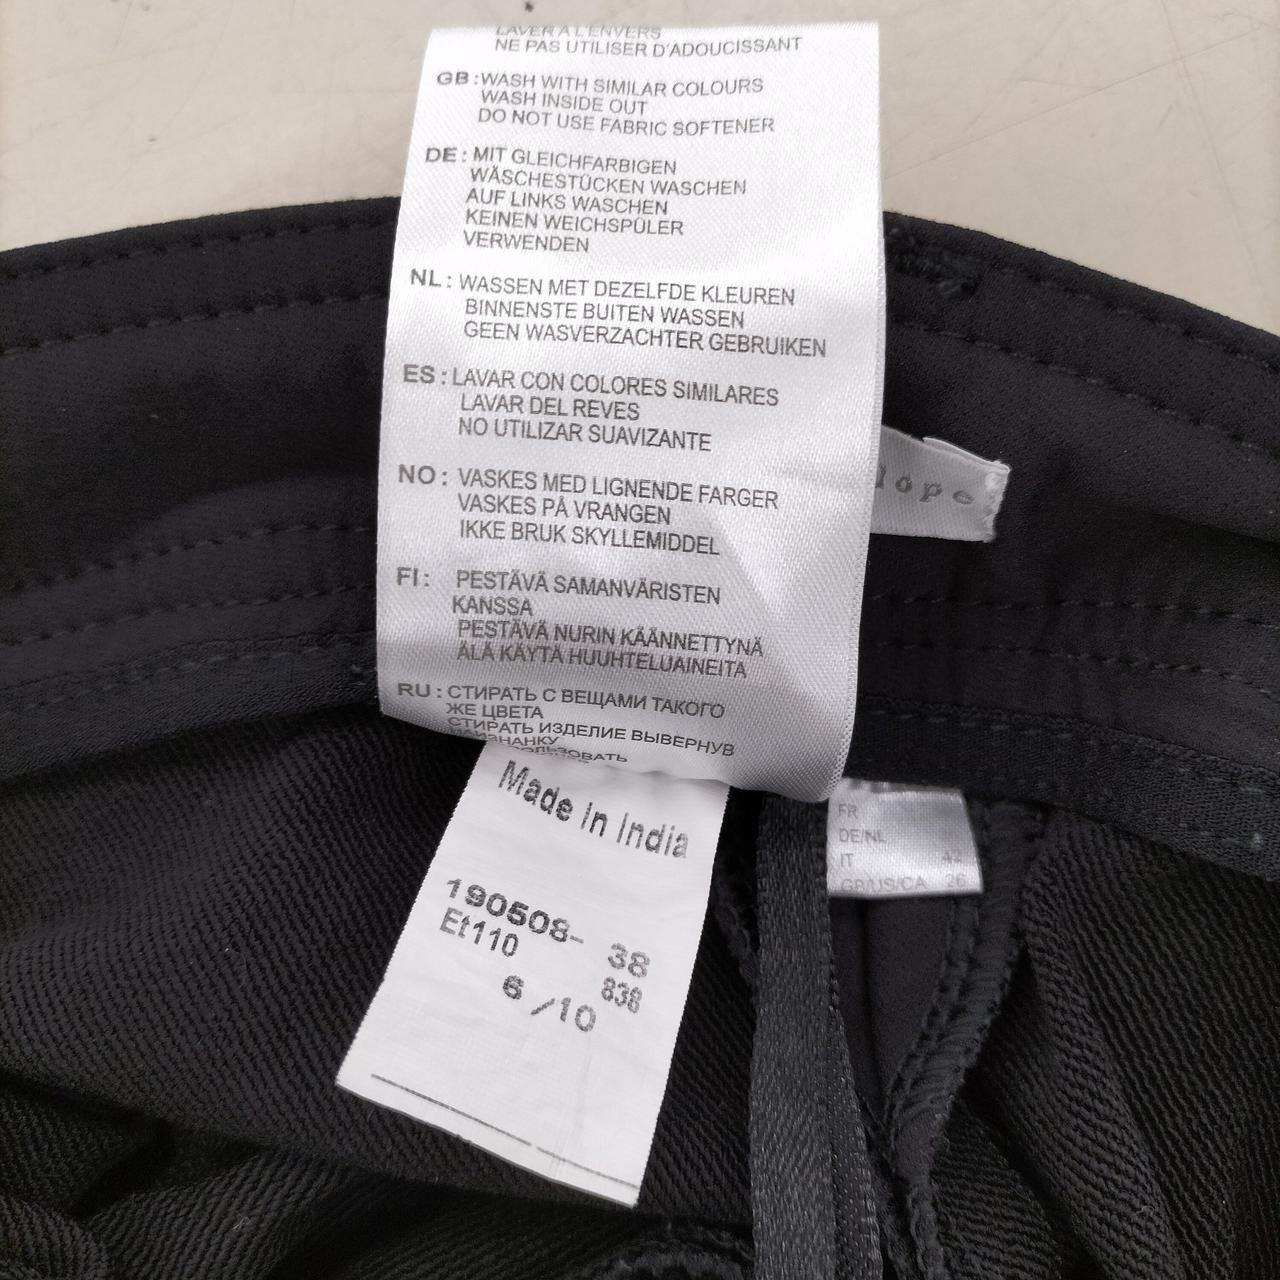 LAVER A L'ENVERS
NE PAS UTILISER D'ADOUCISSANT
GB : WASH WITH SIMILAR COLOURS
WASH INSIDE OUT
DO NOT USE FABRIC SOFTENER
DE : MIT GLEICHFARBIGEN
WÄSCHESTÜCKEN WASCHEN
AUF LINKS WASCHEN
KEINEN WEICHSPÜLER
VERWENDEN
NL : WASSEN MET DEZELFDE KLEUREN
BINNENSTE BUITEN WASSEN
GEEN WASVERZACHTER GEBRUIKEN
ES : LAVAR CON COLORES SIMILARES
LAVAR DEL REVES
NO UTILIZAR SUAVIZANTE
NO : VASKES MED LIGNENDE FARGER
VASKES PÅ VRANGEN
IKKE BRUK SKYLLEMIDDEL
FI : PESTÄVÄ SAMANVÄRISTEN
KANSSA
PESTÄVÄ NURIN KÄÄNNETTYNÄ
ÄLÄ KÄYTÄ HUUHTELUAINEITA
RU : СТИРАТЬ С ВЕЩАМИ ТАКОГО
ЖЕ ЦВЕТА
СТИРАТЬ ИЗДЕЛИЕ ВЫВЕРНУВ
НАИЗНАНКУ
lope
Made in India
190508- 38
Et110 838
6 /10
FR
DE/NL
IT 42
GB/US/CA 26